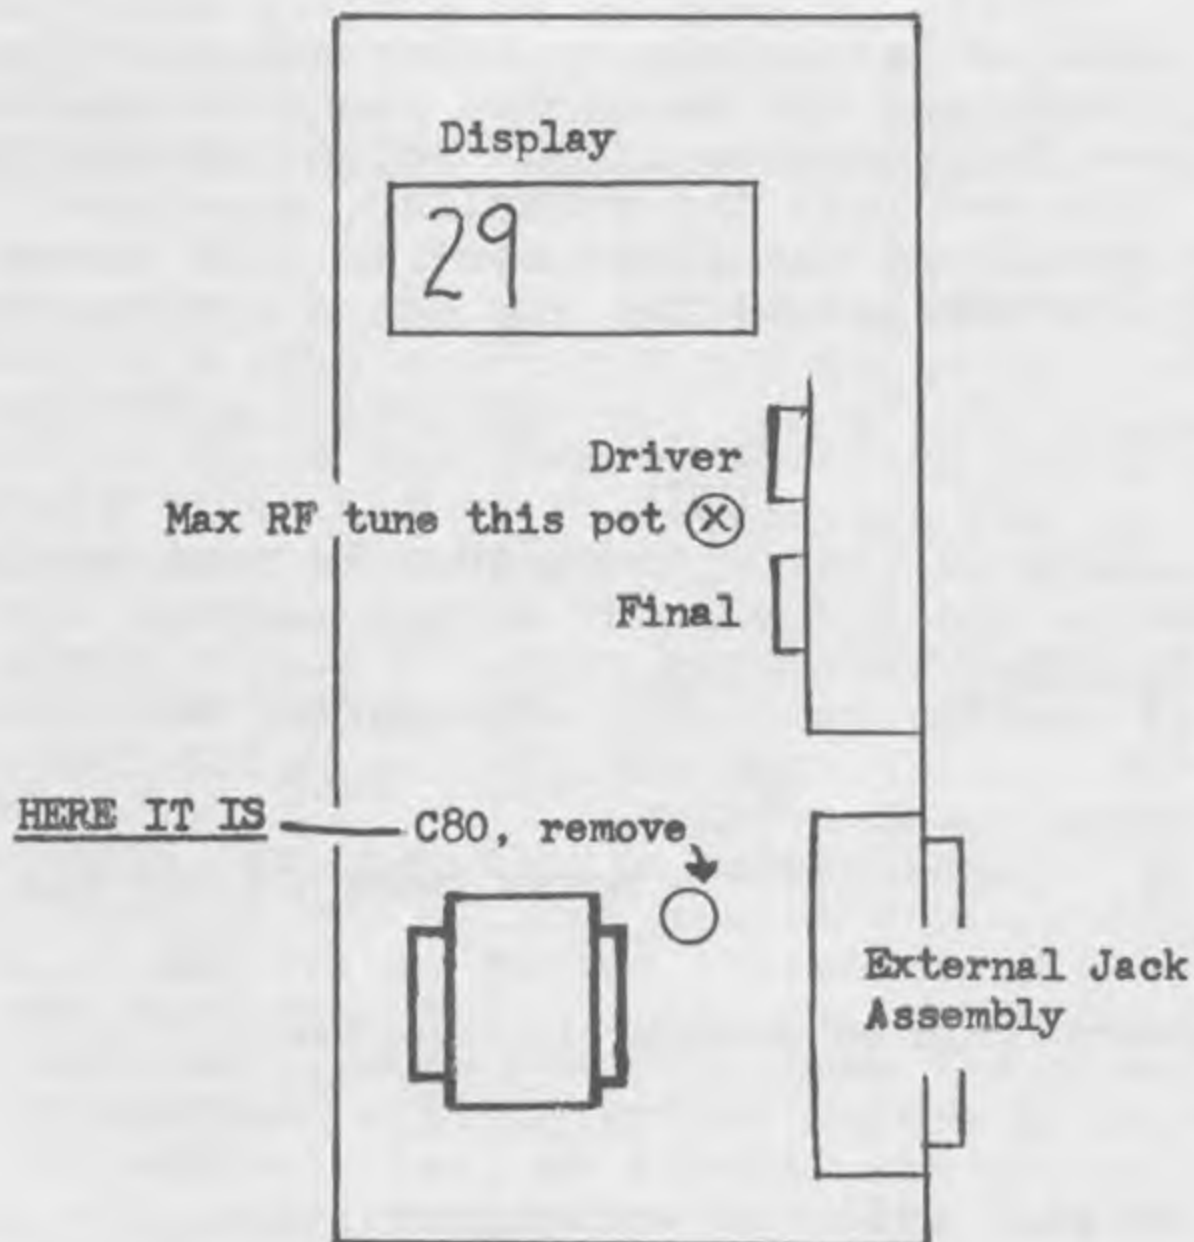 Display
29
Driver
Max RF tune this pot
Final
HERE IT IS
C80, remove
External Jack
Assembly